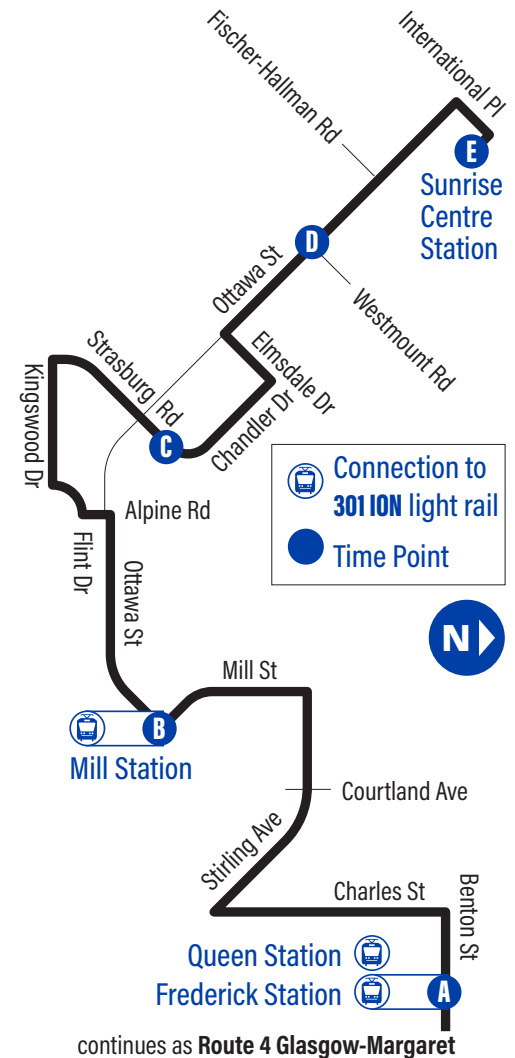 International Pl
Fischer-Hallman Rd
E
Sunrise
Centre
Station
D
Ottawa St
Westmount Rd
Elmsdale Dr
Strasburg Rd
Kingswood Dr
Chandler Dr
C
Connection to
301 ION light rail
Time Point
Alpine Rd
Flint Dr
Ottawa St
N
Mill St
B
Mill Station
Courtland Ave
Stirling Ave
Charles St
Benton St
Queen Station
Frederick Station
A
continues as Route 4 Glasgow-Margaret